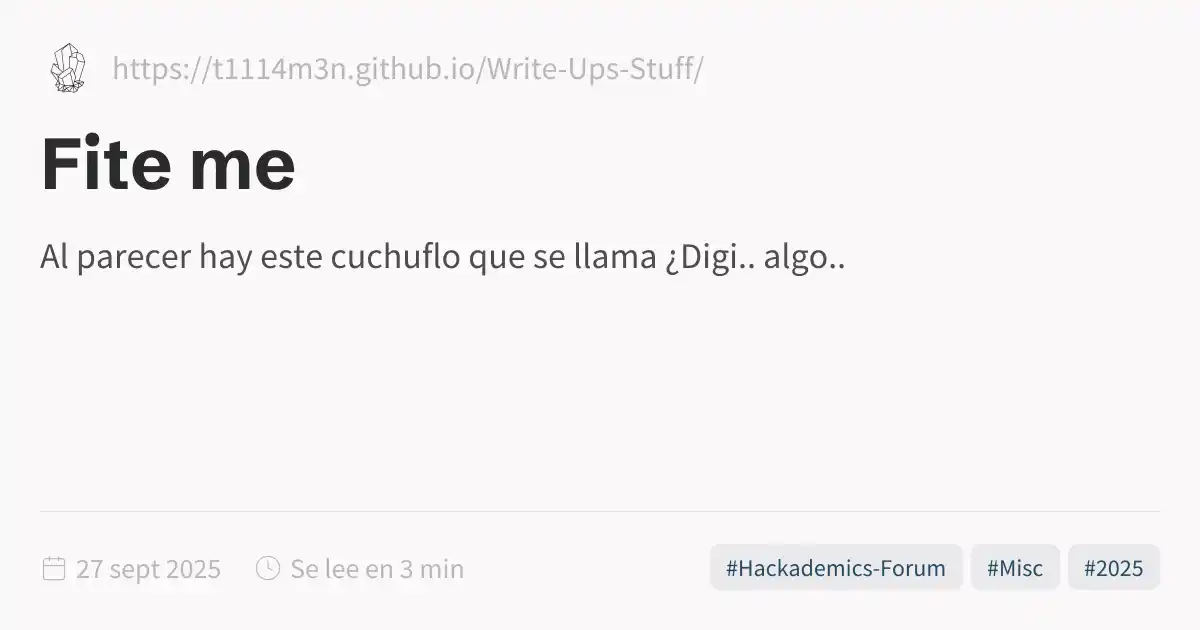 https://t1114m3n.github.io/Write-Ups-Stuff/
Fite me
Al parecer hay este cuchuflo que se llama ¿Digi.. algo..
27 sept 2025
Se lee en 3 min
#Hackademics-Forum
#Misc
#2025